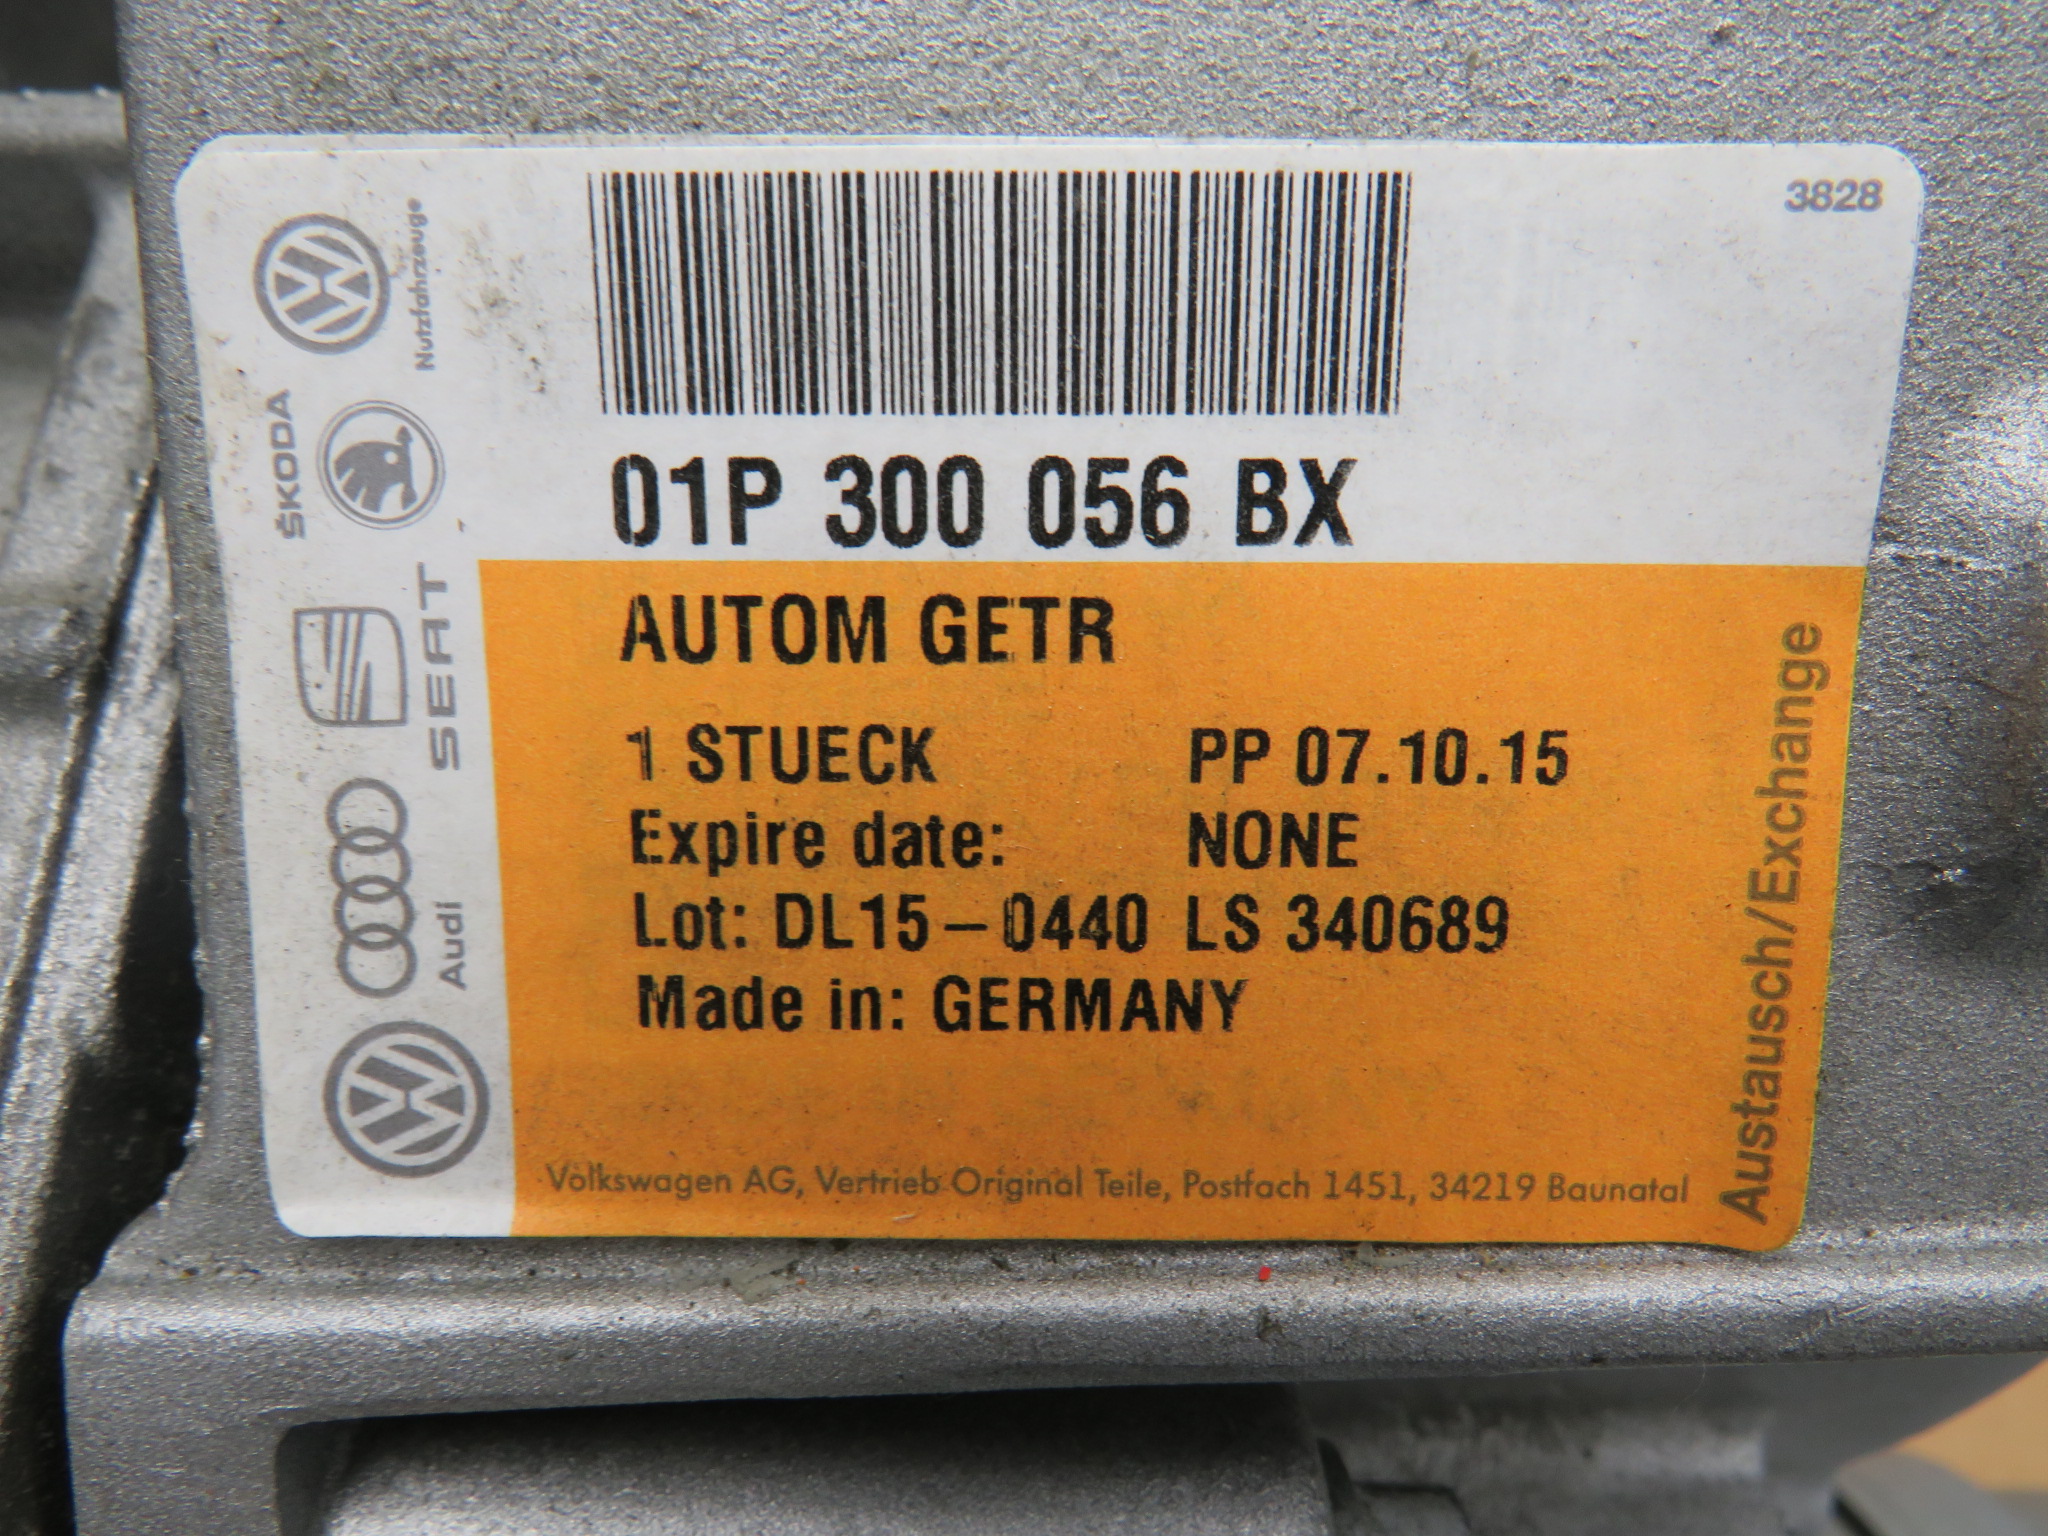 3828
Nutzfahrzeuge
ŠKODA
SEAT
Audi
01P 300 056 BX
AUTOM GETR
1 STUECK PP 07.10.15
Expire date: NONE
Lot: DL15-0440 LS 340689
Made in: GERMANY
Volkswagen AG, Vertrieb Original Teile, Postfach 1451, 34219 Baunatal
Austausch/Exchange